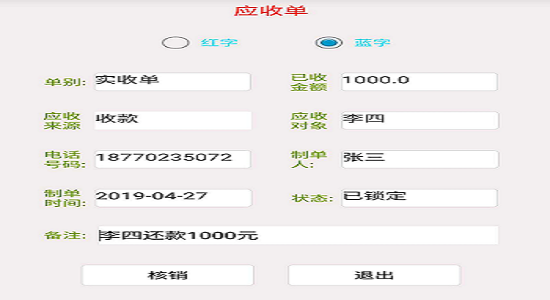 应收单
红字 蓝字
单别: 实收单 已收金额 1000.0
应收来源 收款 应收对象 李四
电话号码: 18770235072 制单人: 张三
制单时间: 2019-04-27 状态: 已锁定
备注: 李四还款1000元
核销 退出